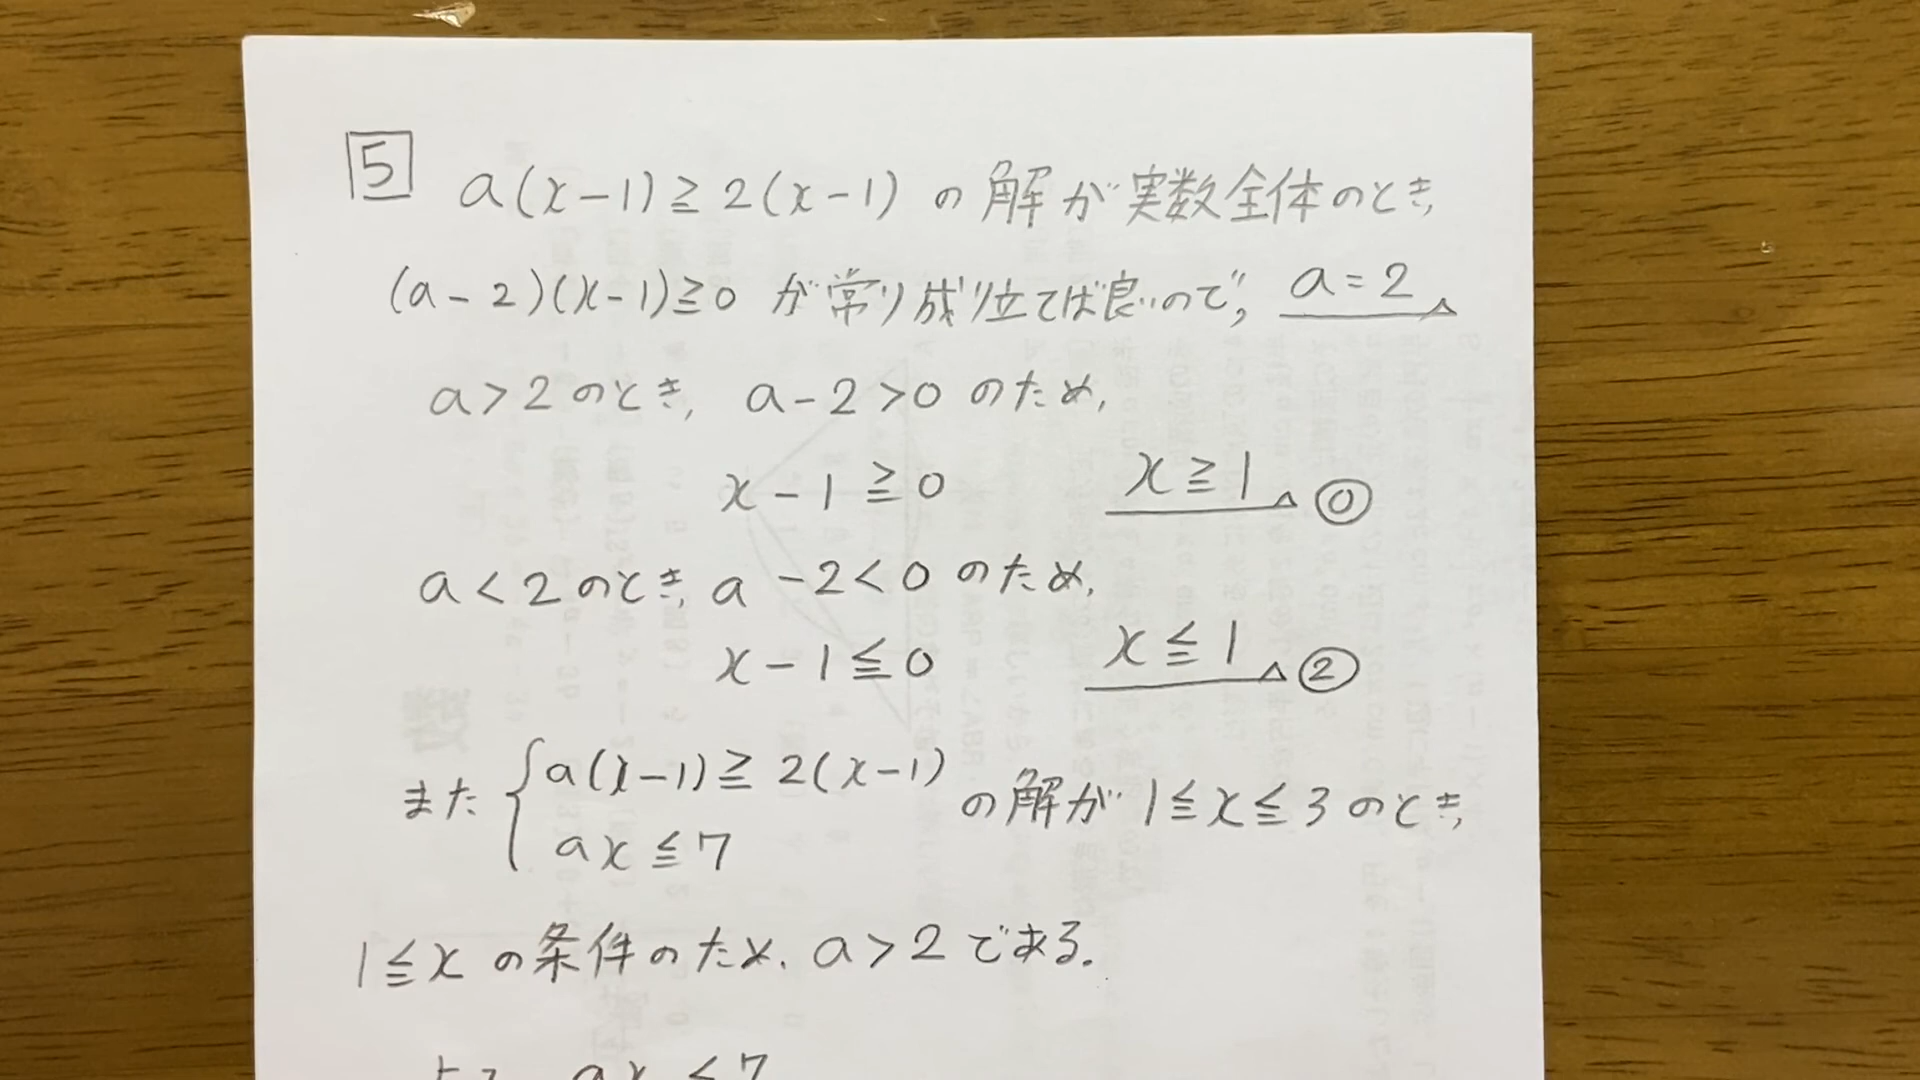 5 a(x-1)≧2(x-1) の解が実数全体のとき,
(a-2)(x-1)≧0 が常り成り立てば良いので, a=2
a>2のとき, a-2>0 のため,
x-1≧0 x≧1 ⓪
a<2のとき, a-2<0 のため,
x-1≦0 x≦1 ②
また { a(x-1)≧2(x-1)
ax≦7
の解が 1≦x≦3 のとき,
1≦x の条件のため, a>2である.
ax≦7